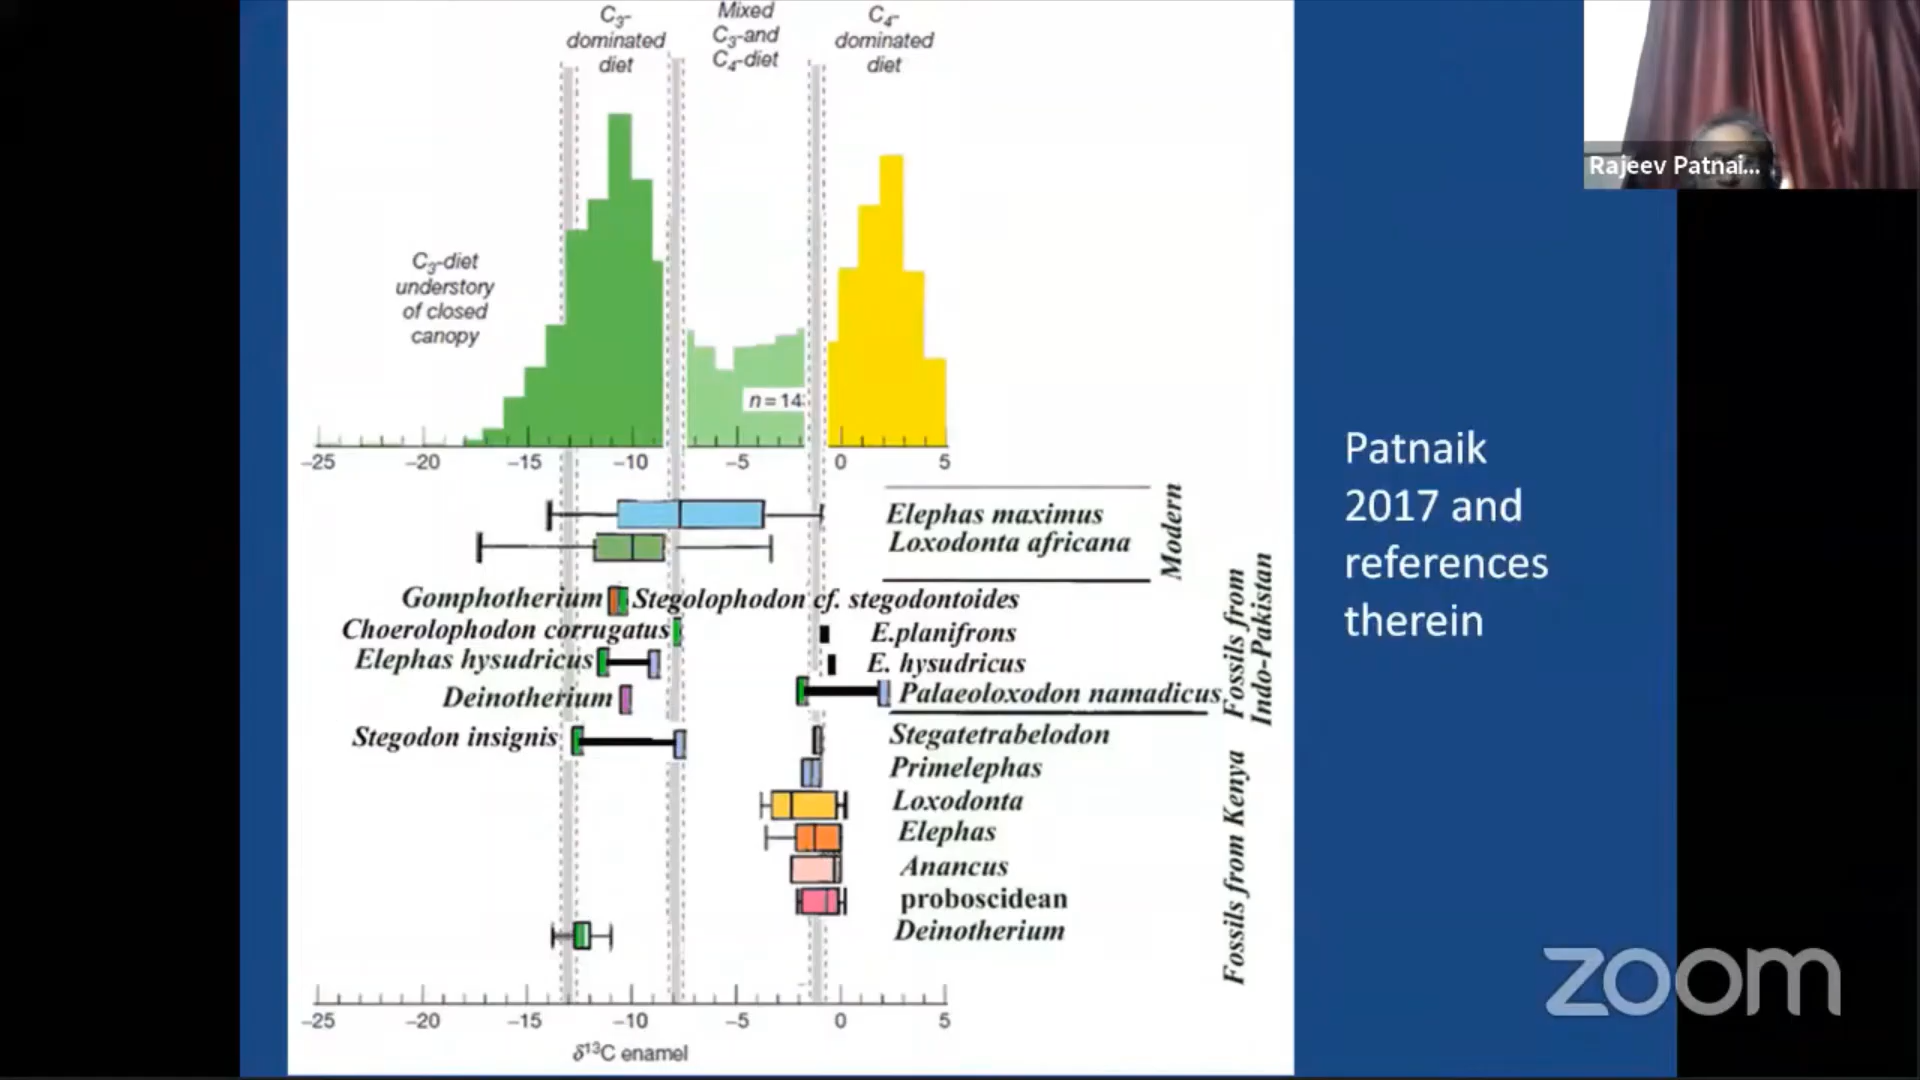 C3-
dominated
diet
Mixed
C3-and
C4-diet
C4-
dominated
diet
C3-diet
understory
of closed
canopy
n = 14
−25 −20 −15 −10 −5 0 5
Elephas maximus
Loxodonta africana
Modern
Gomphotherium Stegolophodon cf. stegodontoides
Choerolophodon corrugatus E.planifrons
Elephas hysudricus E. hysudricus
Deinotherium Palaeoloxodon namadicus
Fossils from
Indo-Pakistan
Stegodon insignis Stegatetrabelodon
Primelephas
Loxodonta
Elephas
Anancus
proboscidean
Deinotherium
Fossils from Kenya
−25 −20 −15 −10 −5 0 5
δ13C enamel
Patnaik
2017 and
references
therein
Rajeev Patnai...
zoom